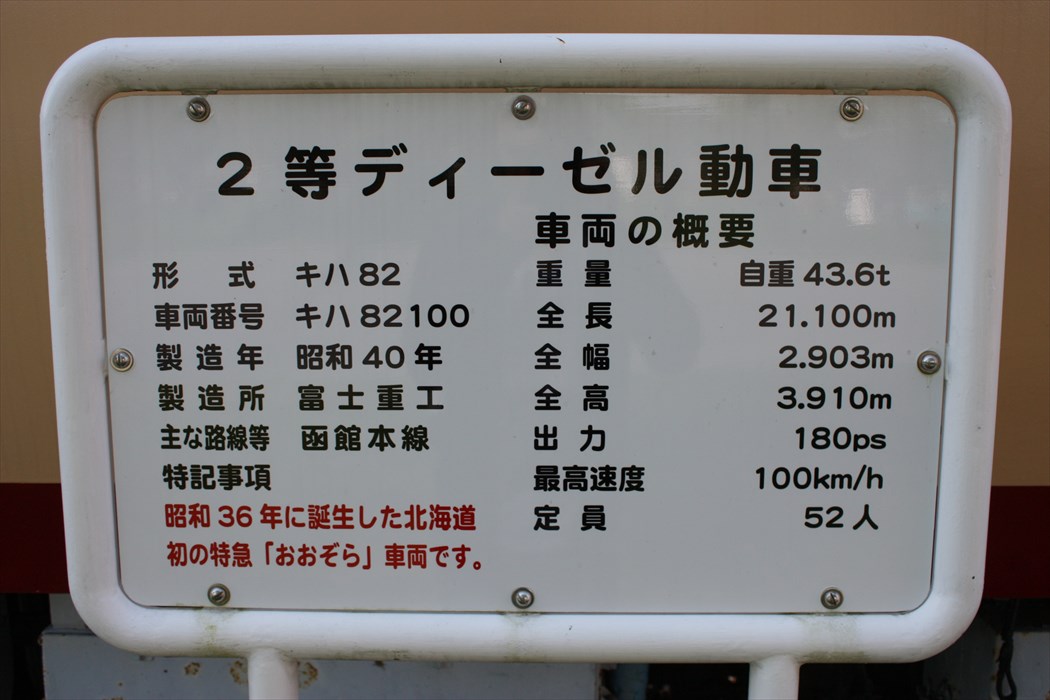 2等ディーゼル動車
車両の概要
形式 キハ82
車両番号 キハ82100
製造年 昭和40年
製造所 富士重工
主な路線等 函館本線
特記事項
昭和36年に誕生した北海道
初の特急「おおぞら」車両です。
重量 自重43.6t
全長 21.100m
全幅 2.903m
全高 3.910m
出力 180ps
最高速度 100km/h
定員 52人